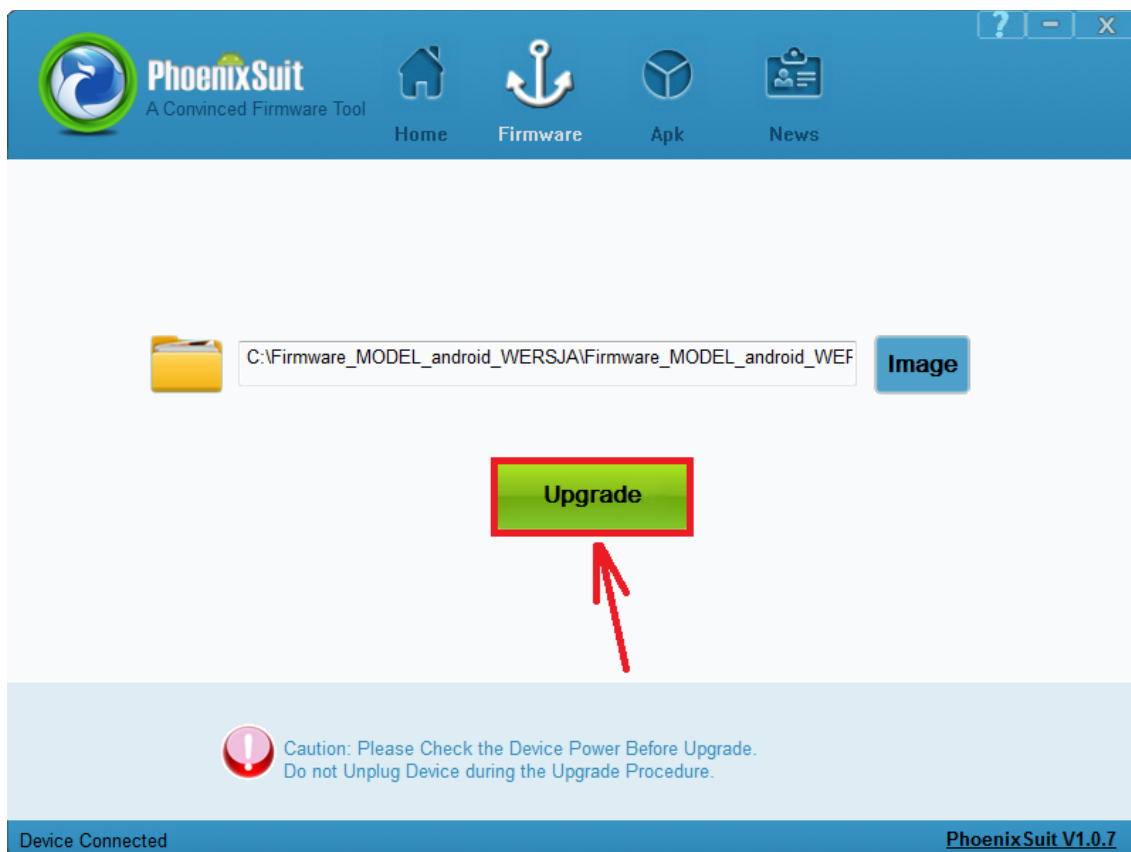 ? - X
PhoenixSuit
A Convinced Firmware Tool
Home Firmware Apk News
C:\Firmware_MODEL_android_WERSJA\Firmware_MODEL_android_WER
Image
Upgrade
Caution: Please Check the Device Power Before Upgrade.
Do not Unplug Device during the Upgrade Procedure.
Device Connected PhoenixSuit V1.0.7